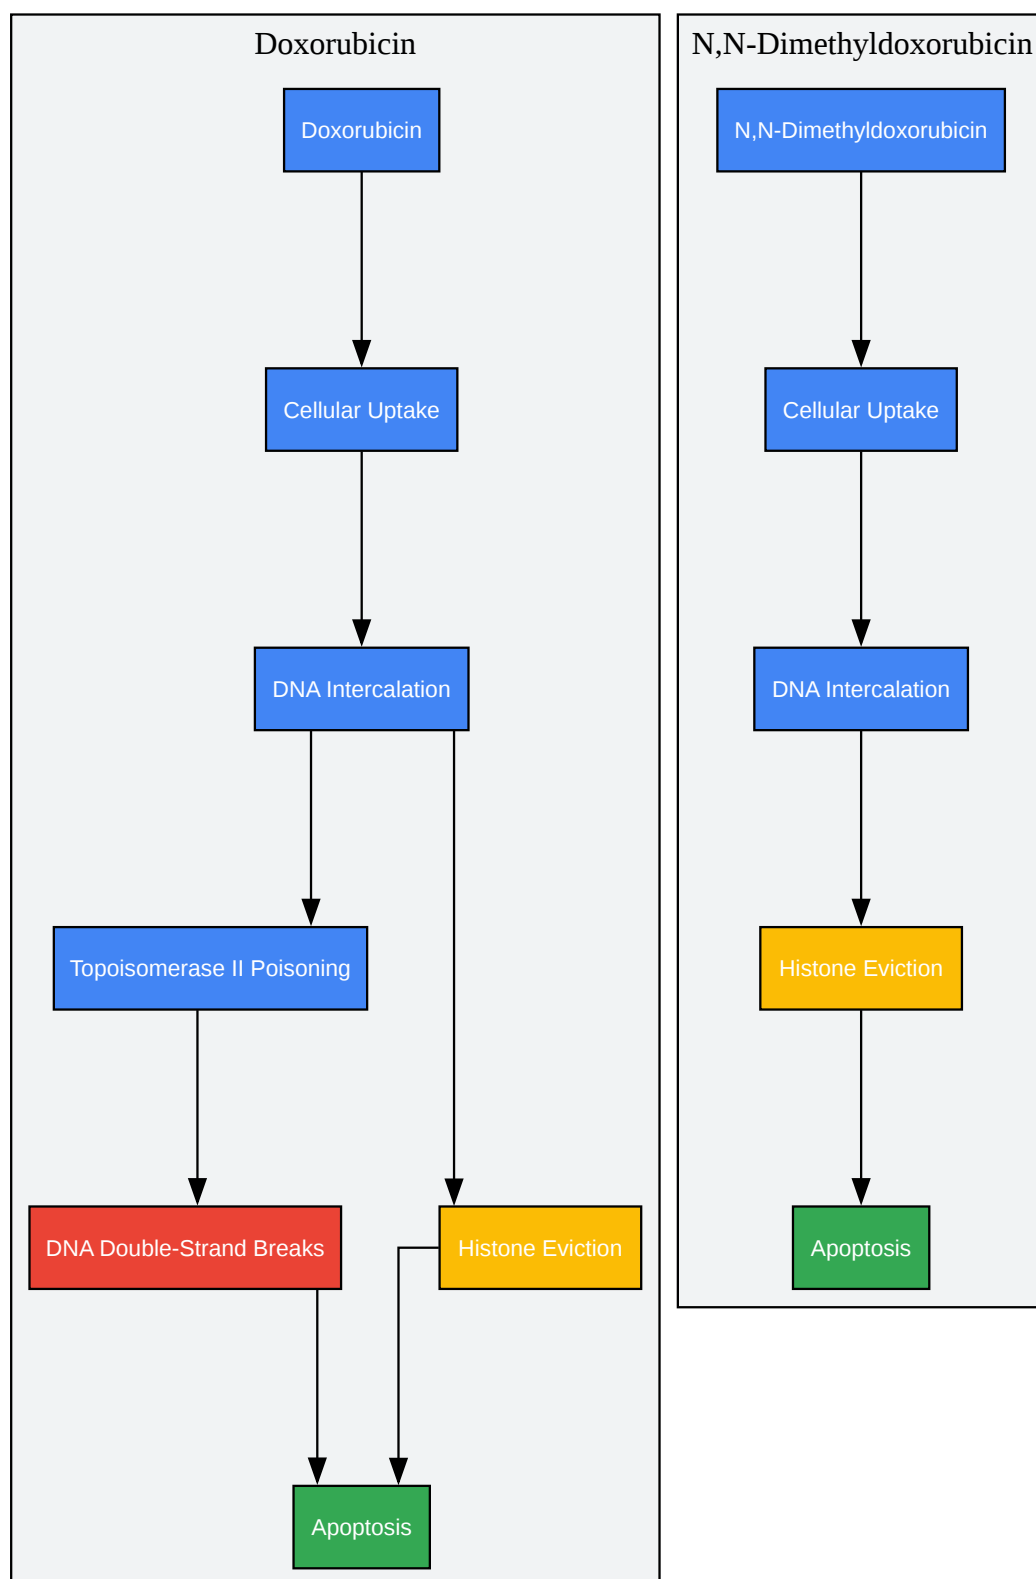 Doxorubicin
Doxorubicin
Cellular Uptake
DNA Intercalation
Topoisomerase II Poisoning
DNA Double-Strand Breaks
Histone Eviction
Apoptosis
N,N-Dimethyldoxorubicin
N,N-Dimethyldoxorubicin
Cellular Uptake
DNA Intercalation
Histone Eviction
Apoptosis